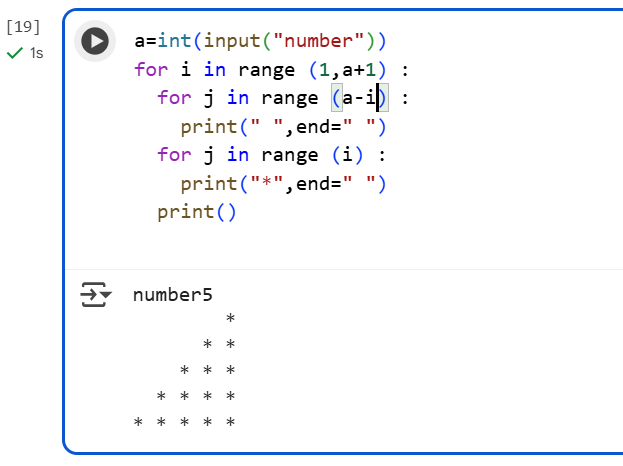 [19]
1s
a=int(input("number"))
for i in range (1,a+1) :
  for j in range (a-i) :
    print(" ",end=" ")
  for j in range (i) :
    print("*",end=" ")
  print()
number5
        *
      * *
    * * *
  * * * *
* * * * *